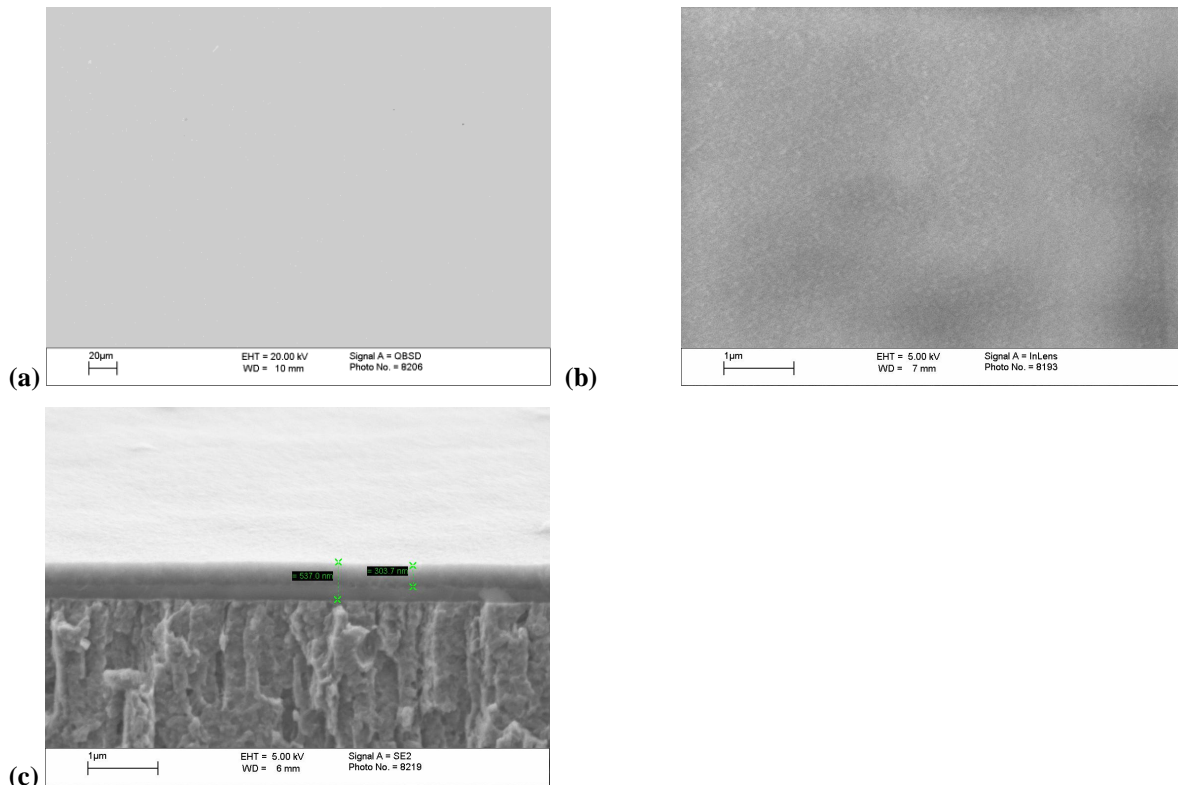 20µm
EHT = 20.00 kV
Signal A = QBSD
WD = 10 mm
Photo No. = 8206
(a)
1µm
EHT = 5.00 kV
Signal A = InLens
WD = 7 mm
Photo No. = 8193
(b)
= 537.0 nm
= 303.7 nm
1µm
EHT = 5.00 kV
Signal A = SE2
WD = 6 mm
Photo No. = 8219
(c)